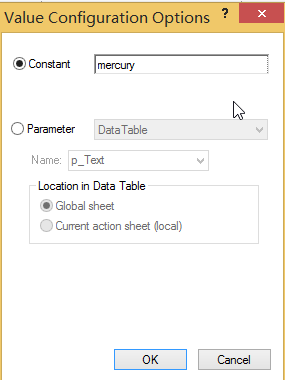 Value Configuration Options ? ×
Constant mercury
Parameter DataTable
Name: p_Text
Location in Data Table
Global sheet
Current action sheet (local)
OK Cancel